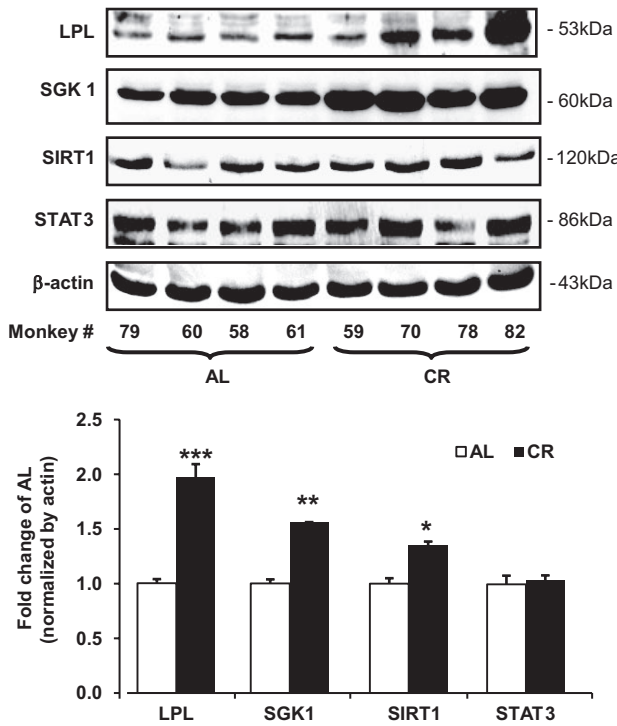 LPL - 53kDa
SGK 1 - 60kDa
SIRT1 - 120kDa
STAT3 - 86kDa
β-actin - 43kDa
Monkey # 79 60 58 61 59 70 78 82
AL CR
Fold change of AL
(normalized by actin)
2.5
2.0
1.5
1.0
0.5
0.0
***
**
*
AL CR
LPL SGK1 SIRT1 STAT3